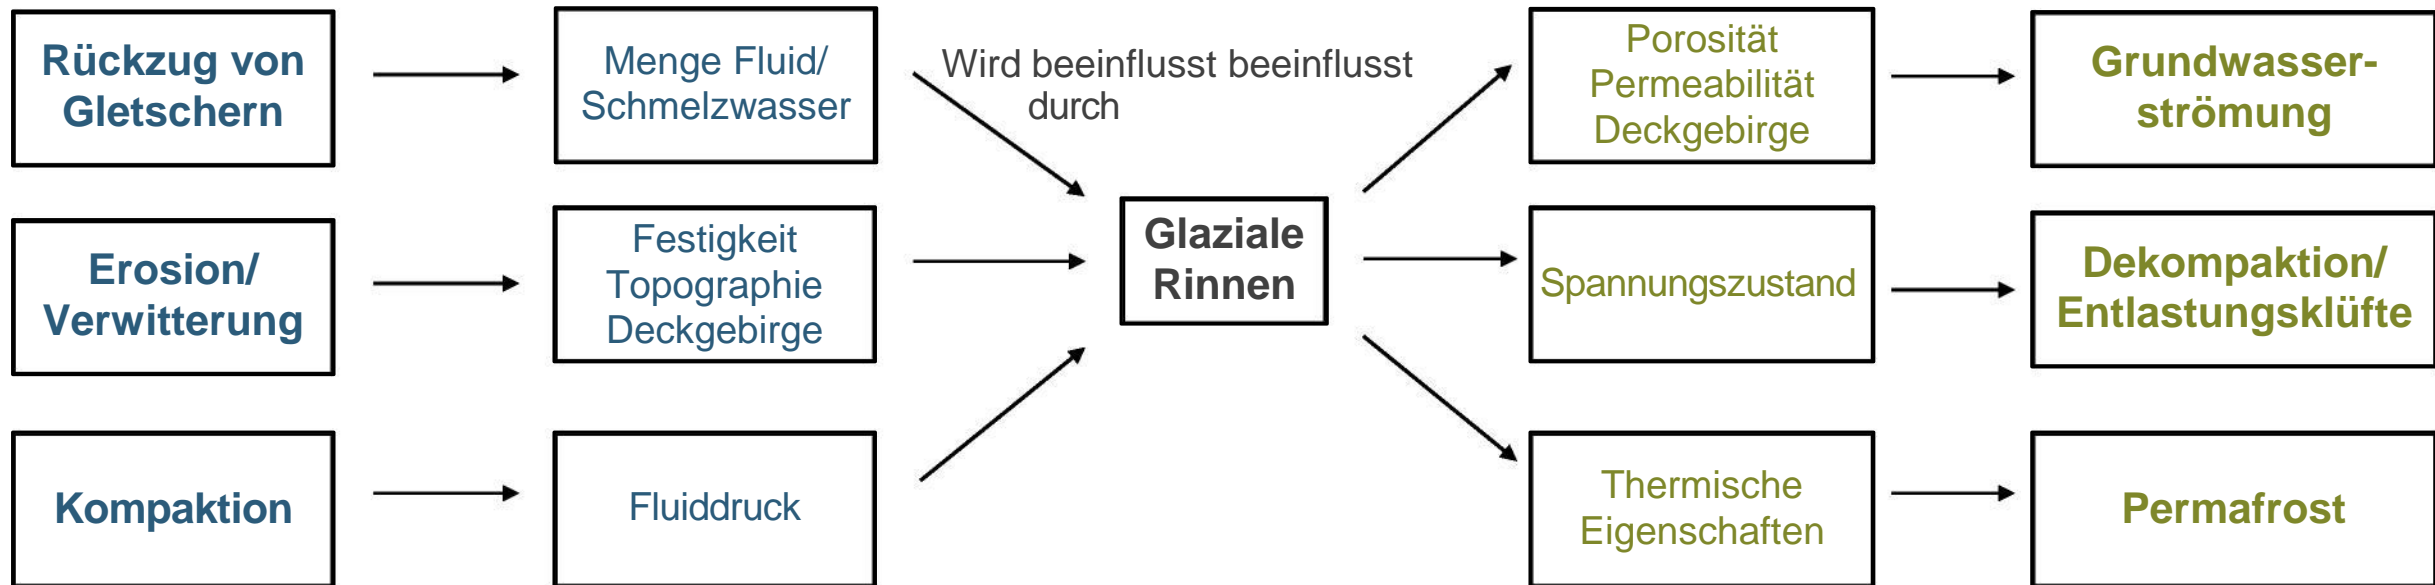 Rückzug von
Gletschern
Menge Fluid/
Schmelzwasser
Wird beeinflusst beeinflusst
durch
Porosität
Permeabilität
Deckgebirge
Grundwasser-
strömung
Erosion/
Verwitterung
Festigkeit
Topographie
Deckgebirge
Glaziale
Rinnen
Spannungszustand
Dekompaktion/
Entlastungsklüfte
Kompaktion
Fluiddruck
Thermische
Eigenschaften
Permafrost